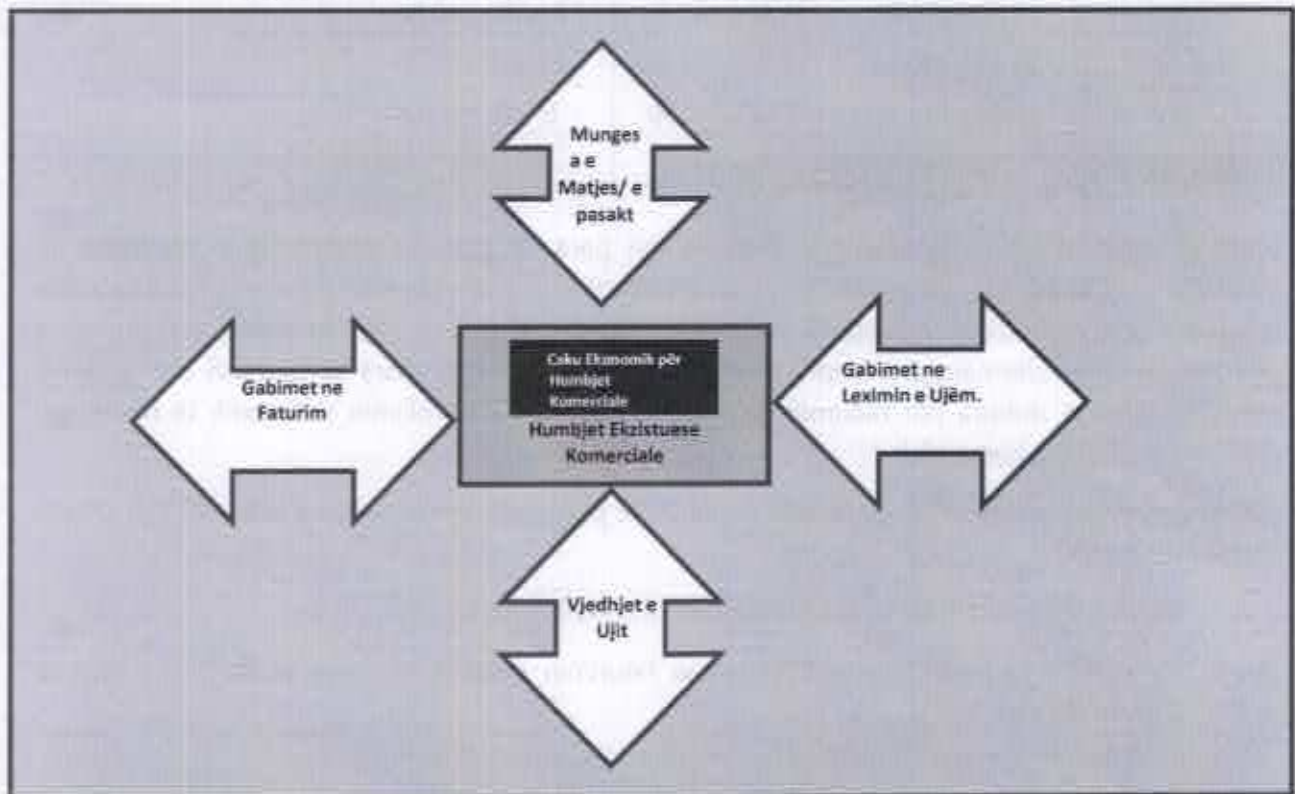 Munges
a e
Matjes/ e
pasakt
Gabimet ne
Faturim
Caku Ekonomik për
Humbjet
Komerciale
Humbjet Ekzistuese
Komerciale
Gabimet ne
Leximin e Ujëm.
Vjedhjet e
Ujit